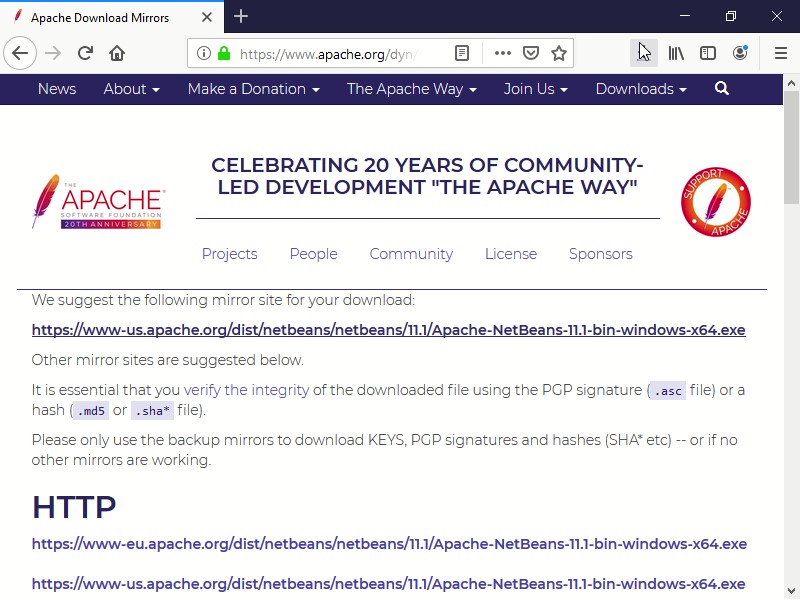 Apache Download Mirrors
https://www.apache.org/dyn/
News About Make a Donation The Apache Way Join Us Downloads
THE
APACHE®
SOFTWARE FOUNDATION
20TH ANNIVERSARY
CELEBRATING 20 YEARS OF COMMUNITY-
LED DEVELOPMENT "THE APACHE WAY"
SUPPORT
APACHE
Projects People Community License Sponsors
We suggest the following mirror site for your download:
https://www-us.apache.org/dist/netbeans/netbeans/11.1/Apache-NetBeans-11.1-bin-windows-x64.exe
Other mirror sites are suggested below.
It is essential that you verify the integrity of the downloaded file using the PGP signature ( .asc file) or a
hash ( .md5 or .sha* file).
Please only use the backup mirrors to download KEYS, PGP signatures and hashes (SHA* etc) -- or if no
other mirrors are working.
HTTP
https://www-eu.apache.org/dist/netbeans/netbeans/11.1/Apache-NetBeans-11.1-bin-windows-x64.exe
https://www-us.apache.org/dist/netbeans/netbeans/11.1/Apache-NetBeans-11.1-bin-windows-x64.exe